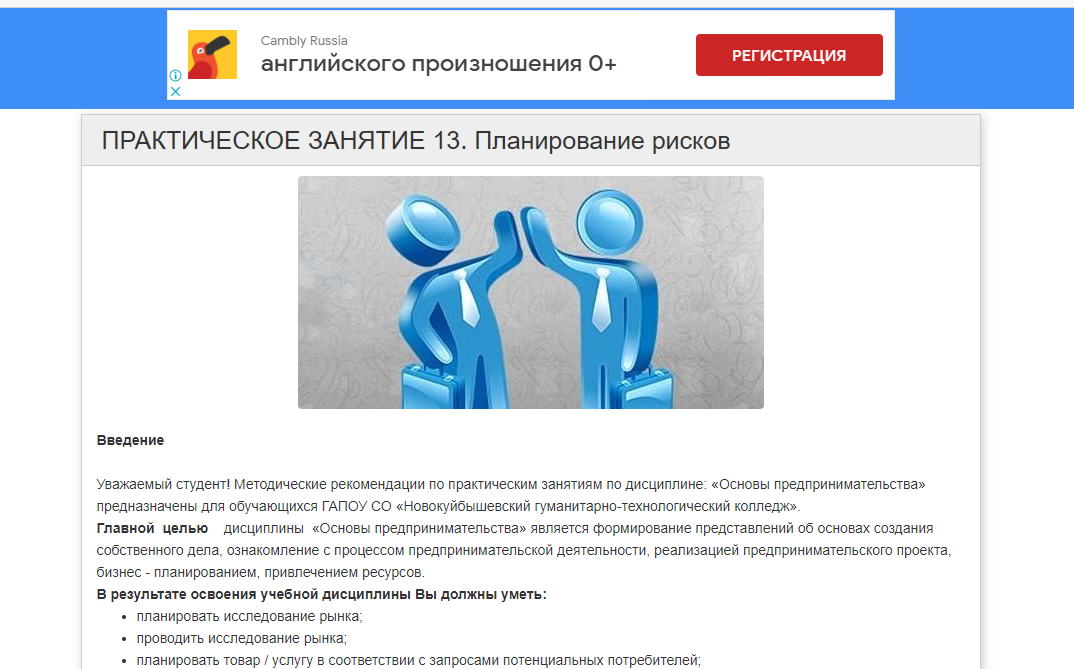 Cambly Russia
английского произношения 0+
РЕГИСТРАЦИЯ
ПРАКТИЧЕСКОЕ ЗАНЯТИЕ 13. Планирование рисков
Введение
Уважаемый студент! Методические рекомендации по практическим занятиям по дисциплине: «Основы предпринимательства»
предназначены для обучающихся ГАПОУ СО «Новокуйбышевский гуманитарно-технологический колледж».
Главной целью дисциплины «Основы предпринимательства» является формирование представлений об основах создания
собственного дела, ознакомление с процессом предпринимательской деятельности, реализацией предпринимательского проекта,
бизнес - планированием, привлечением ресурсов.
В результате освоения учебной дисциплины Вы должны уметь:
• планировать исследование рынка;
• проводить исследование рынка;
• планировать товар / услугу в соответствии с запросами потенциальных потребителей;